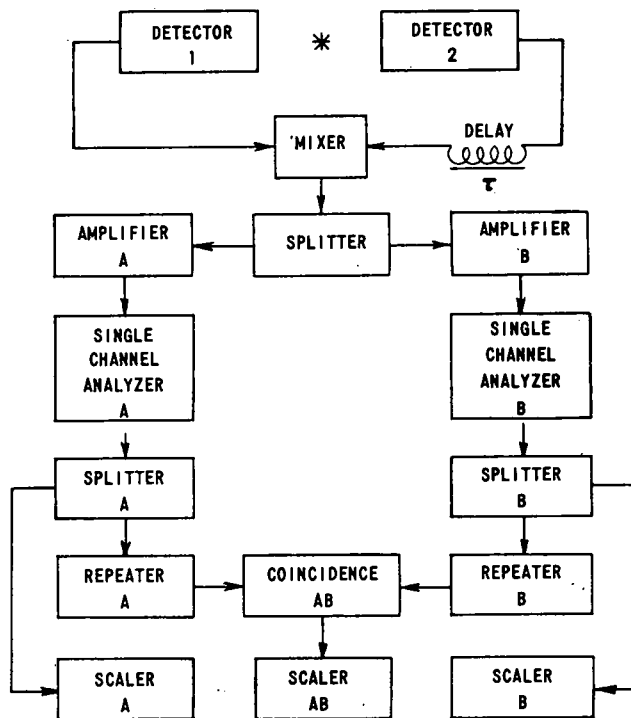 DETECTOR
1
*
DETECTOR
2
MIXER
DELAY
τ
AMPLIFIER
A
SPLITTER
AMPLIFIER
B
SINGLE
CHANNEL
ANALYZER
A
SINGLE
CHANNEL
ANALYZER
B
SPLITTER
A
SPLITTER
B
REPEATER
A
COINCIDENCE
AB
REPEATER
B
SCALER
A
SCALER
AB
SCALER
B